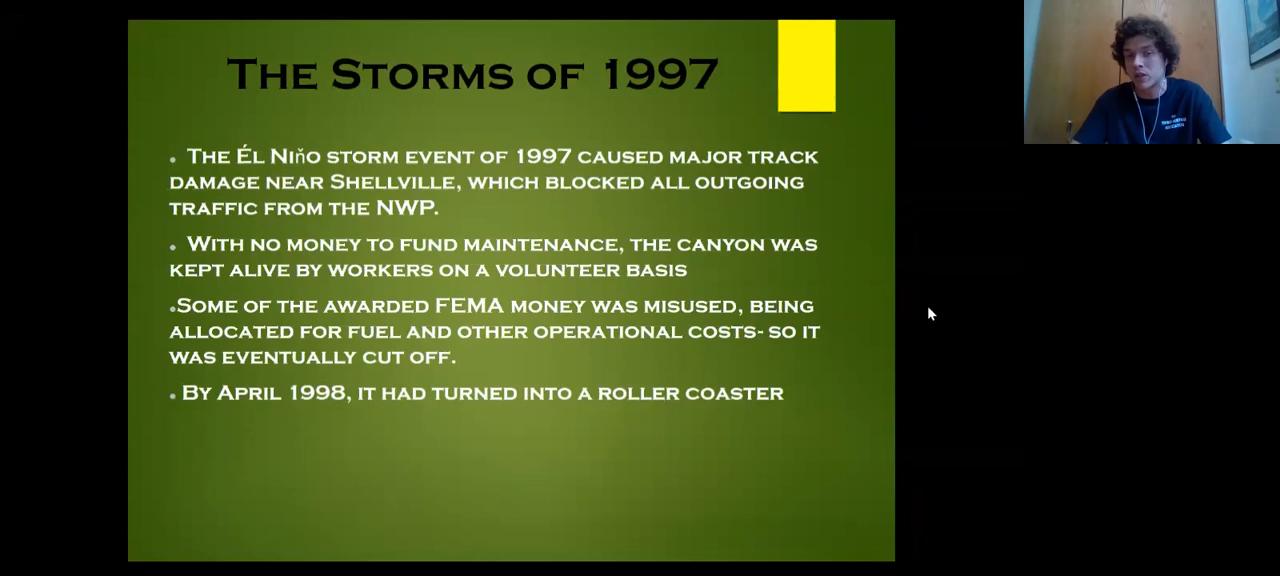 The Storms of 1997
• The Él Niňo storm event of 1997 caused major track
damage near Shellville, which blocked all outgoing
traffic from the NWP.
• With no money to fund maintenance, the canyon was
kept alive by workers on a volunteer basis
•Some of the awarded FEMA money was misused, being
allocated for fuel and other operational costs- so it
was eventually cut off.
• By April 1998, it had turned into a roller coaster